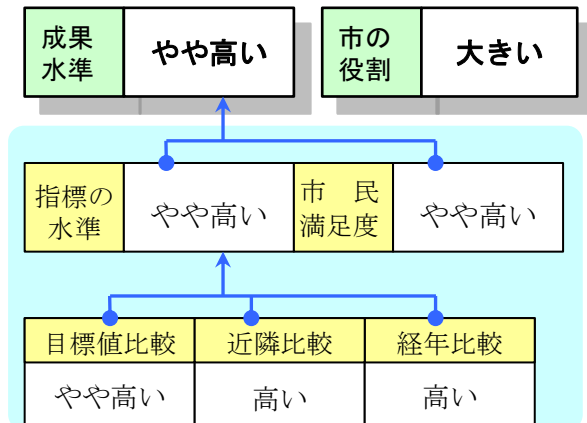 成果
水準
やや高い
市の
役割
大きい
指標の
水準
やや高い
市　民
満足度
やや高い
目標値比較
近隣比較
経年比較
やや高い
高い
高い